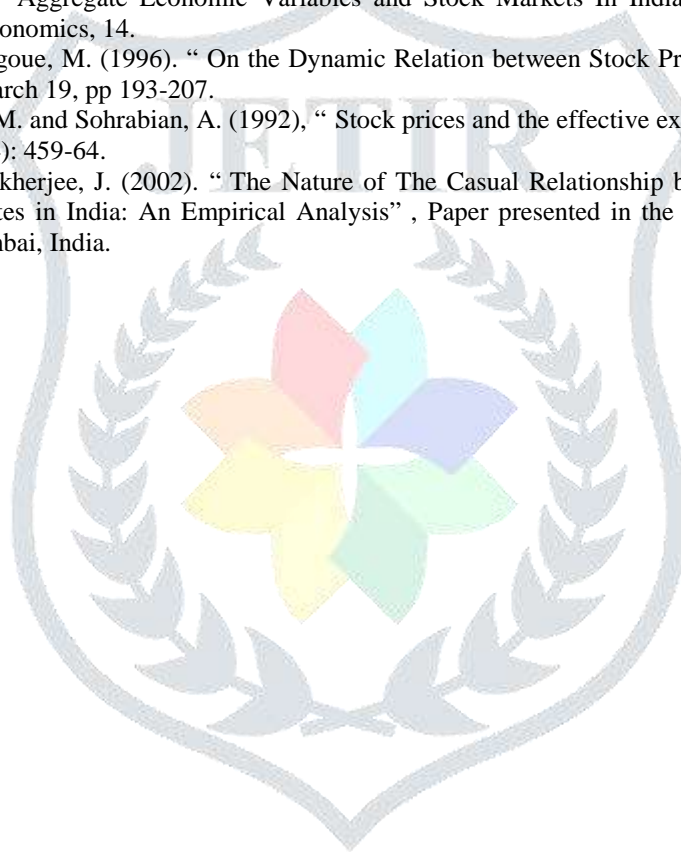 Aggregate Economic Variables and Stock Markets In India
onomics, 14.
goue, M. (1996). “ On the Dynamic Relation between Stock Pr
arch 19, pp 193-207.
M. and Sohrabian, A. (1992), “ Stock prices and the effective ex
): 459-64.
kherjee, J. (2002). “ The Nature of The Casual Relationship b
tes in India: An Empirical Analysis” , Paper presented in the
bai, India.
JETIR